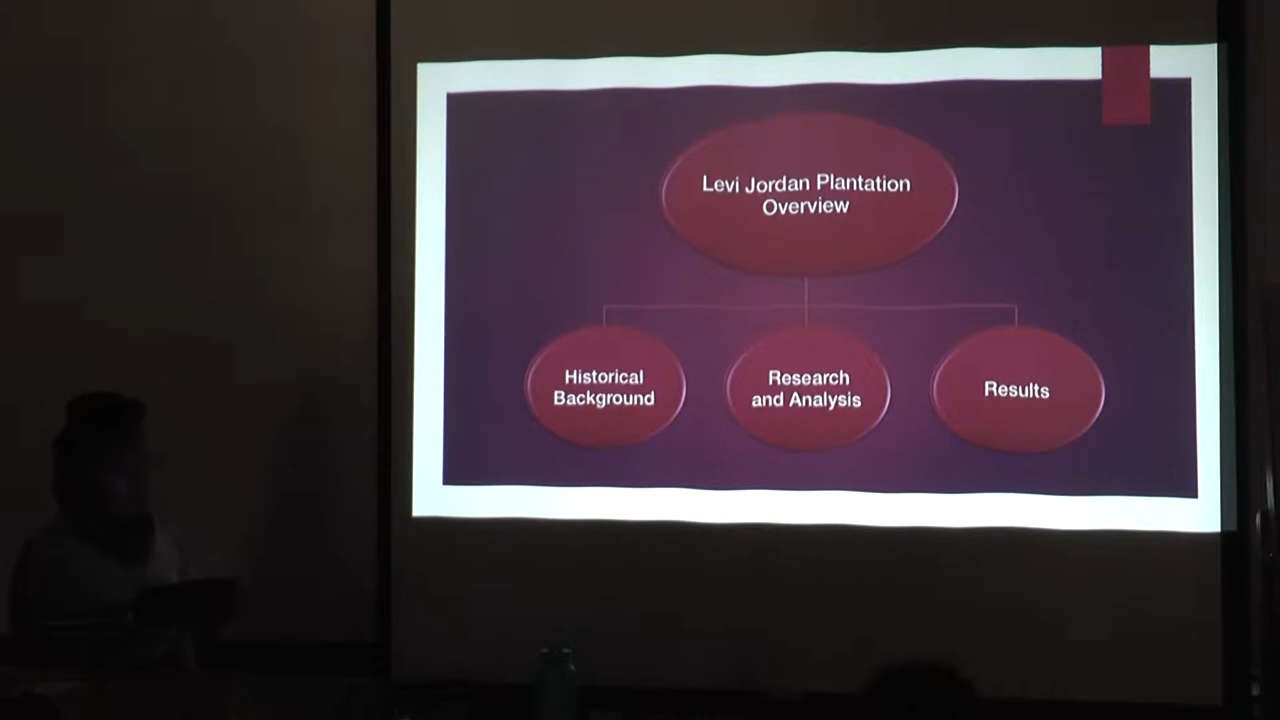 Levi Jordan Plantation
Overview
Historical
Background
Research
and Analysis
Results